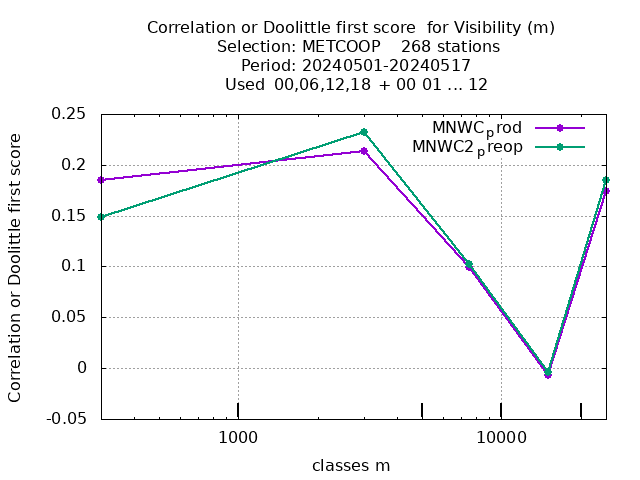 Correlation or Doolittle first score  for Visibility (m)
Selection: METCOOP    268 stations
Period: 20240501-20240517
Used  00,06,12,18 + 00 01 ... 12
MNWC_prod
MNWC2_preop
Correlation or Doolittle first score
0.25
0.2
0.15
0.1
0.05
0
-0.05
1000
10000
classes m